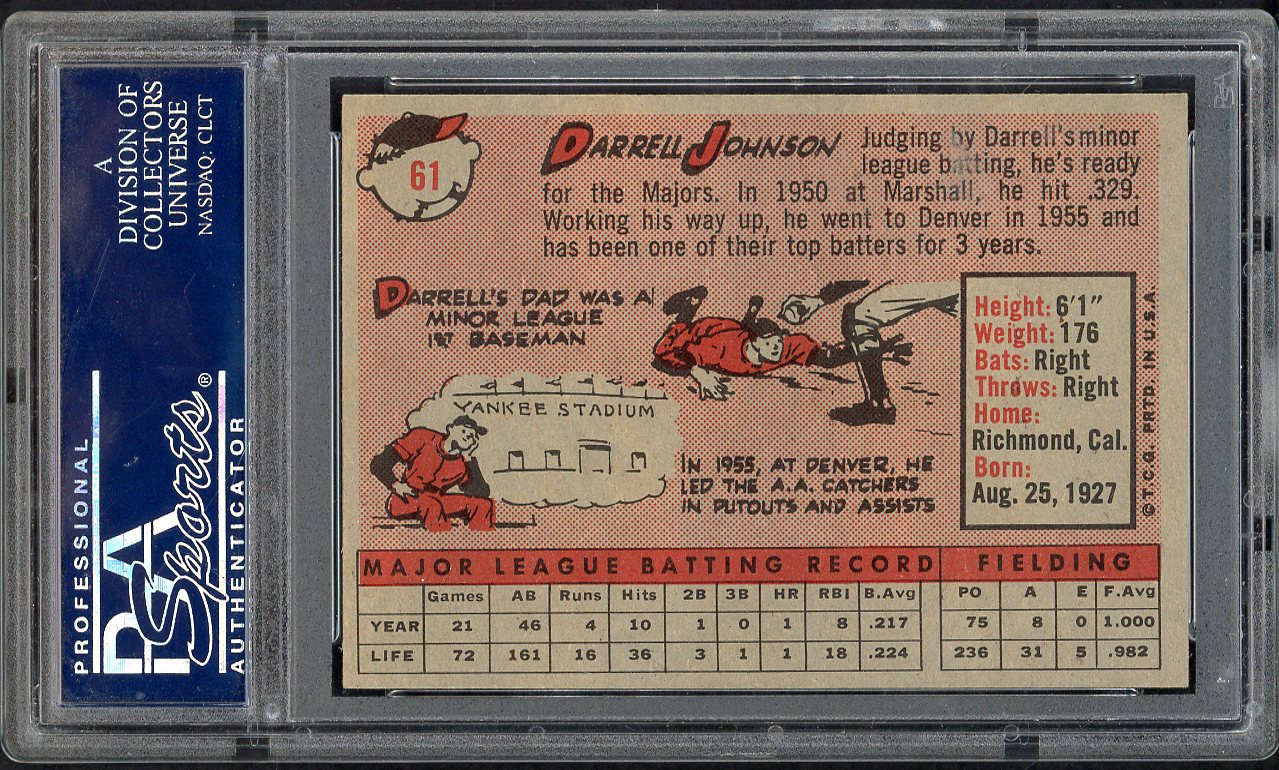 A
DIVISION OF
COLLECTORS
UNIVERSE
NASDAQ: CLCT
PROFESSIONAL
PSA
Sports®
AUTHENTICATOR
61
DARRELL JOHNSON
Judging by Darrell's minor
league batting, he's ready
for the Majors. In 1950 at Marshall, he hit .329.
Working his way up, he went to Denver in 1955 and
has been one of their top batters for 3 years.
DARRELL'S DAD WAS A
MINOR LEAGUE
1ST BASEMAN
YANKEE STADIUM
IN 1955, AT DENVER, HE
LED THE A.A. CATCHERS
IN PUTOUTS AND ASSISTS
Height: 6'1"
Weight: 176
Bats: Right
Throws: Right
Home:
Richmond, Cal.
Born:
Aug. 25, 1927
© T.C.G. PRTD. IN U.S.A.
MAJOR LEAGUE BATTING RECORD FIELDING
Games AB Runs Hits 2B 3B HR RBI B.Avg PO A E F.Avg
YEAR 21 46 4 10 1 0 1 8 .217 75 8 0 1.000
LIFE 72 161 16 36 3 1 1 18 .224 236 31 5 .982